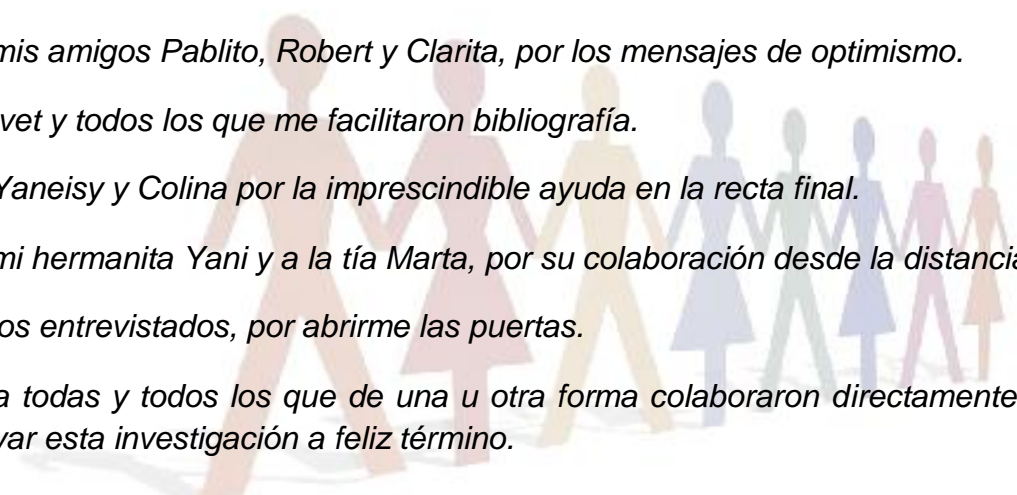 mis amigos Pablito, Robert y Clarita, por los mensajes de optimismo.
vet y todos los que me facilitaron bibliografía.
Yaneisy y Colina por la imprescindible ayuda en la recta final.
mi hermanita Yani y a la tía Marta, por su colaboración desde la distancia
os entrevistados, por abrirme las puertas.
a todas y todos los que de una u otra forma colaboraron directamente
var esta investigación a feliz término.